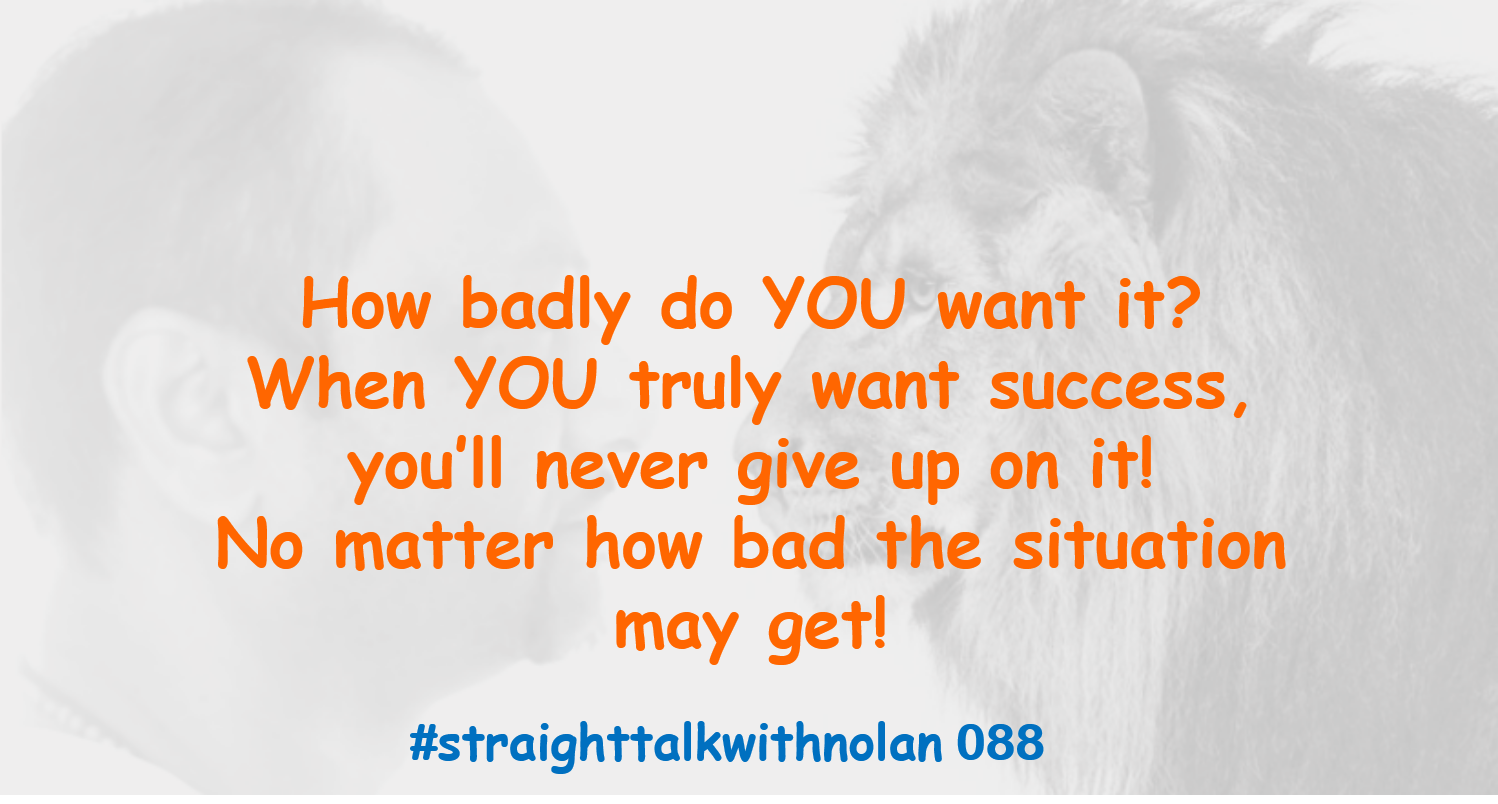 How badly do YOU want it?
When YOU truly want success,
you’ll never give up on it!
No matter how bad the situation
may get!
#straighttalkwithnolan 088